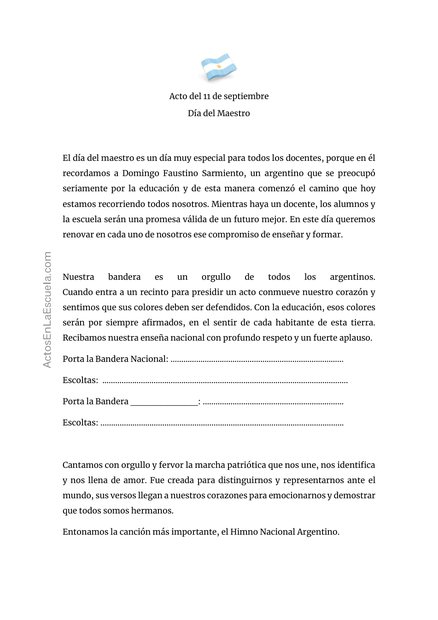 Acto del 11 de septiembre
Día del Maestro
El día del maestro es un día muy especial para todos los docentes, porque en él
recordamos a Domingo Faustino Sarmiento, un argentino que se preocupó
seriamente por la educación y de esta manera comenzó el camino que hoy
estamos recorriendo todos nosotros. Mientras haya un docente, los alumnos y
la escuela serán una promesa válida de un futuro mejor. En este día queremos
renovar en cada uno de nosotros ese compromiso de enseñar y formar.
Nuestra bandera es un orgullo de todos los argentinos.
Cuando entra a un recinto para presidir un acto conmueve nuestro corazón y
sentimos que sus colores deben ser defendidos. Con la educación, esos colores
serán por siempre afirmados, en el sentir de cada habitante de esta tierra.
Recibamos nuestra enseña nacional con profundo respeto y un fuerte aplauso.
Porta la Bandera Nacional: ......................................................................
Escoltas: ....................................................................................................
Porta la Bandera ______________: .........................................................
Escoltas: ...................................................................................................
Cantamos con orgullo y fervor la marcha patriótica que nos une, nos identifica
y nos llena de amor. Fue creada para distinguirnos y representarnos ante el
mundo, sus versos llegan a nuestros corazones para emocionarnos y demostrar
que todos somos hermanos.
Entonamos la canción más importante, el Himno Nacional Argentino.
ActosEnLaEscuela.com